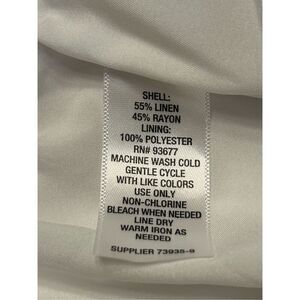 SHELL:
55% LINEN
45% RAYON
LINING:
100% POLYESTER
RN# 93677
MACHINE WASH COLD
GENTLE CYCLE
WITH LIKE COLORS
USE ONLY
NON-CHLORINE
BLEACH WHEN NEEDED
LINE DRY
WARM IRON AS
NEEDED
SUPPLIER 73935-9